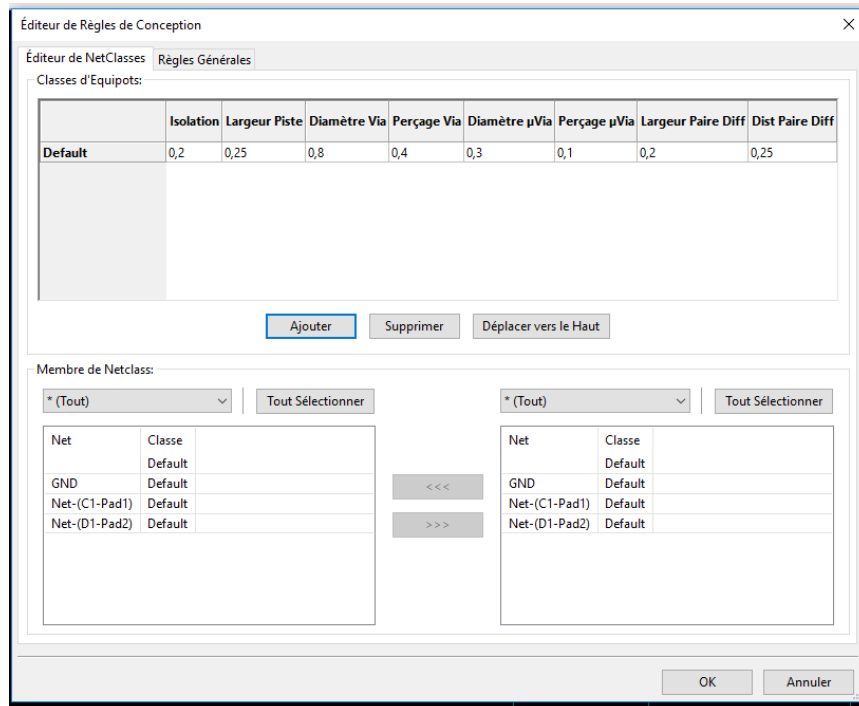 Éditeur de Règles de Conception
Éditeur de NetClasses Règles Générales
Classes d'Equipots:
Isolation Largeur Piste Diamètre Via Perçage Via Diamètre µVia Perçage µVia Largeur Paire Diff Dist Paire Diff
Default 0,2 0,25 0,8 0,4 0,3 0,1 0,2 0,25
Ajouter Supprimer Déplacer vers le Haut
Membre de Netclass:
* (Tout) Tout Sélectionner * (Tout) Tout Sélectionner
Net Classe Net Classe
Default Default
GND Default <<< GND Default
Net-(C1-Pad1) Default Net-(C1-Pad1) Default
Net-(D1-Pad2) Default >>> Net-(D1-Pad2) Default
OK Annuler